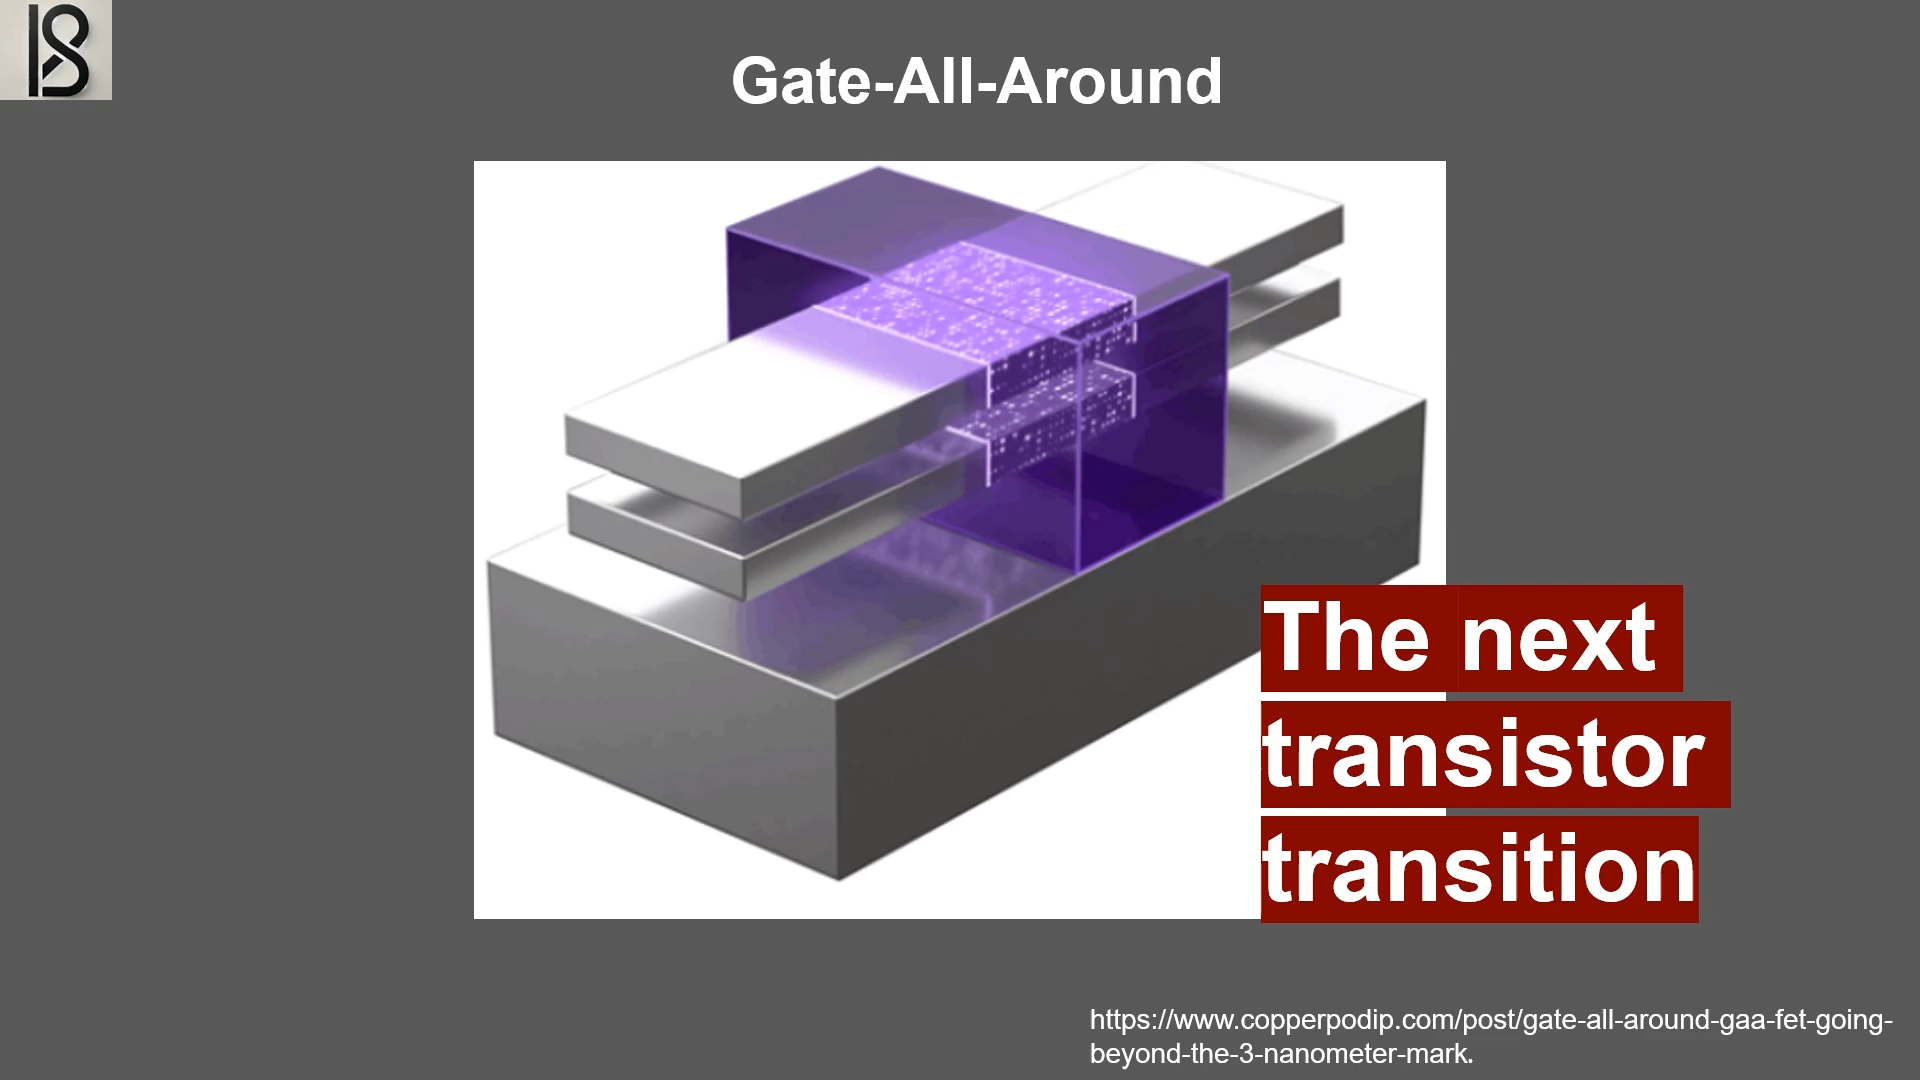 Gate-All-Around
The next
transistor
transition
https://www.copperpodip.com/post/gate-all-around-gaa-fet-going-
beyond-the-3-nanometer-mark.